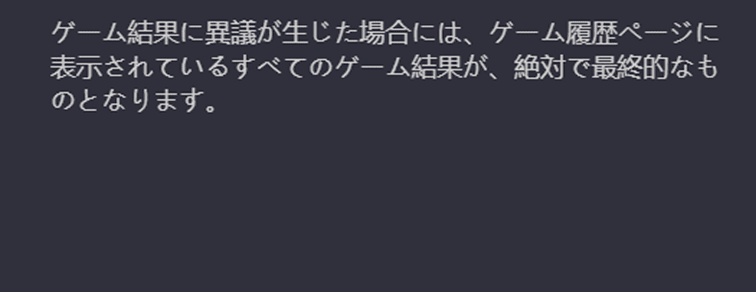 ゲーム結果に異議が生じた場合には、ゲーム履歴ページに
表示されているすべてのゲーム結果が、絶対で最終的なも
のとなります。